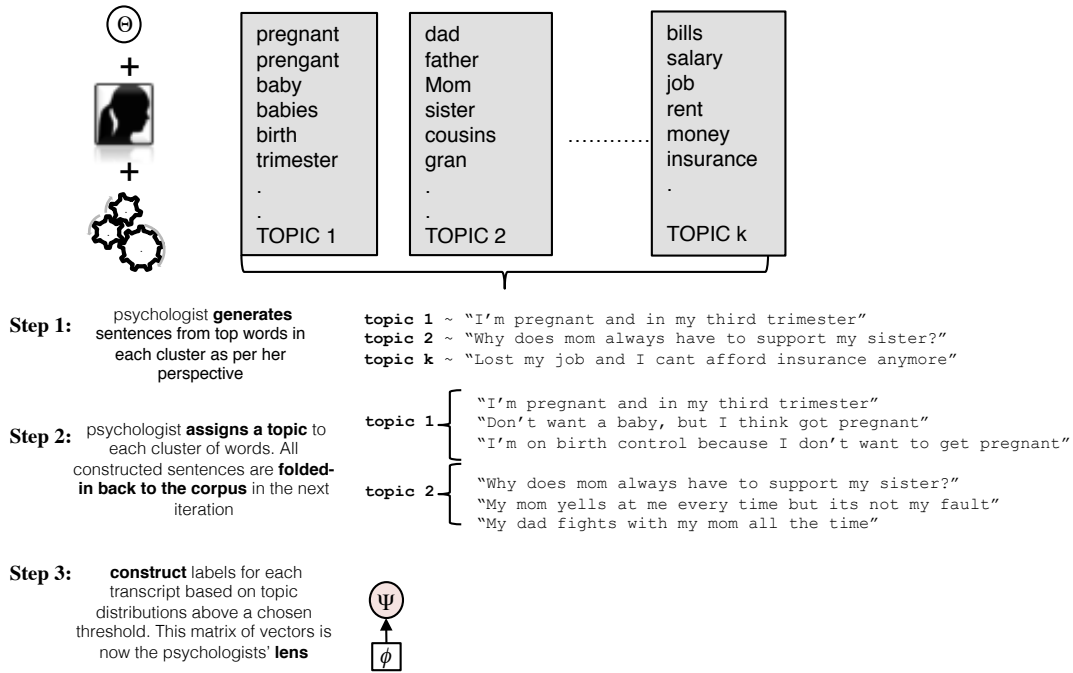 Θ
+
+
pregnant
prengant
baby
babies
birth
trimester
.
.
TOPIC 1
dad
father
Mom
sister
cousins
gran
.
.
TOPIC 2
....................
bills
salary
job
rent
money
insurance
.
TOPIC k
Step 1:
psychologist generates
sentences from top words in
each cluster as per her
perspective
topic 1 ~ “I’m pregnant and in my third trimester”
topic 2 ~ “Why does mom always have to support my sister?”
topic k ~ “Lost my job and I cant afford insurance anymore”
Step 2:
psychologist assigns a topic to
each cluster of words. All
constructed sentences are folded-
in back to the corpus in the next
iteration
topic 1
“I’m pregnant and in my third trimester”
“Don’t want a baby, but I think got pregnant”
“I’m on birth control because I don’t want to get pregnant”
topic 2
“Why does mom always have to support my sister?”
“My mom yells at me every time but its not my fault”
“My dad fights with my mom all the time”
Step 3:
construct labels for each
transcript based on topic
distributions above a chosen
threshold. This matrix of vectors is
now the psychologists’ lens
Ψ
ϕ